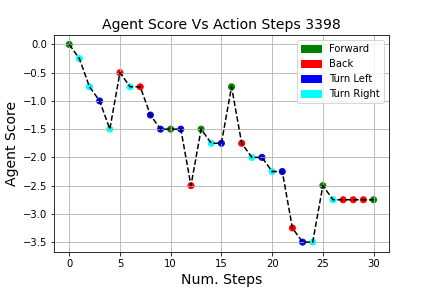 Agent Score Vs Action Steps 3398
Agent Score
0.0
−0.5
−1.0
−1.5
−2.0
−2.5
−3.0
−3.5
Forward
Back
Turn Left
Turn Right
0 5 10 15 20 25 30
Num. Steps